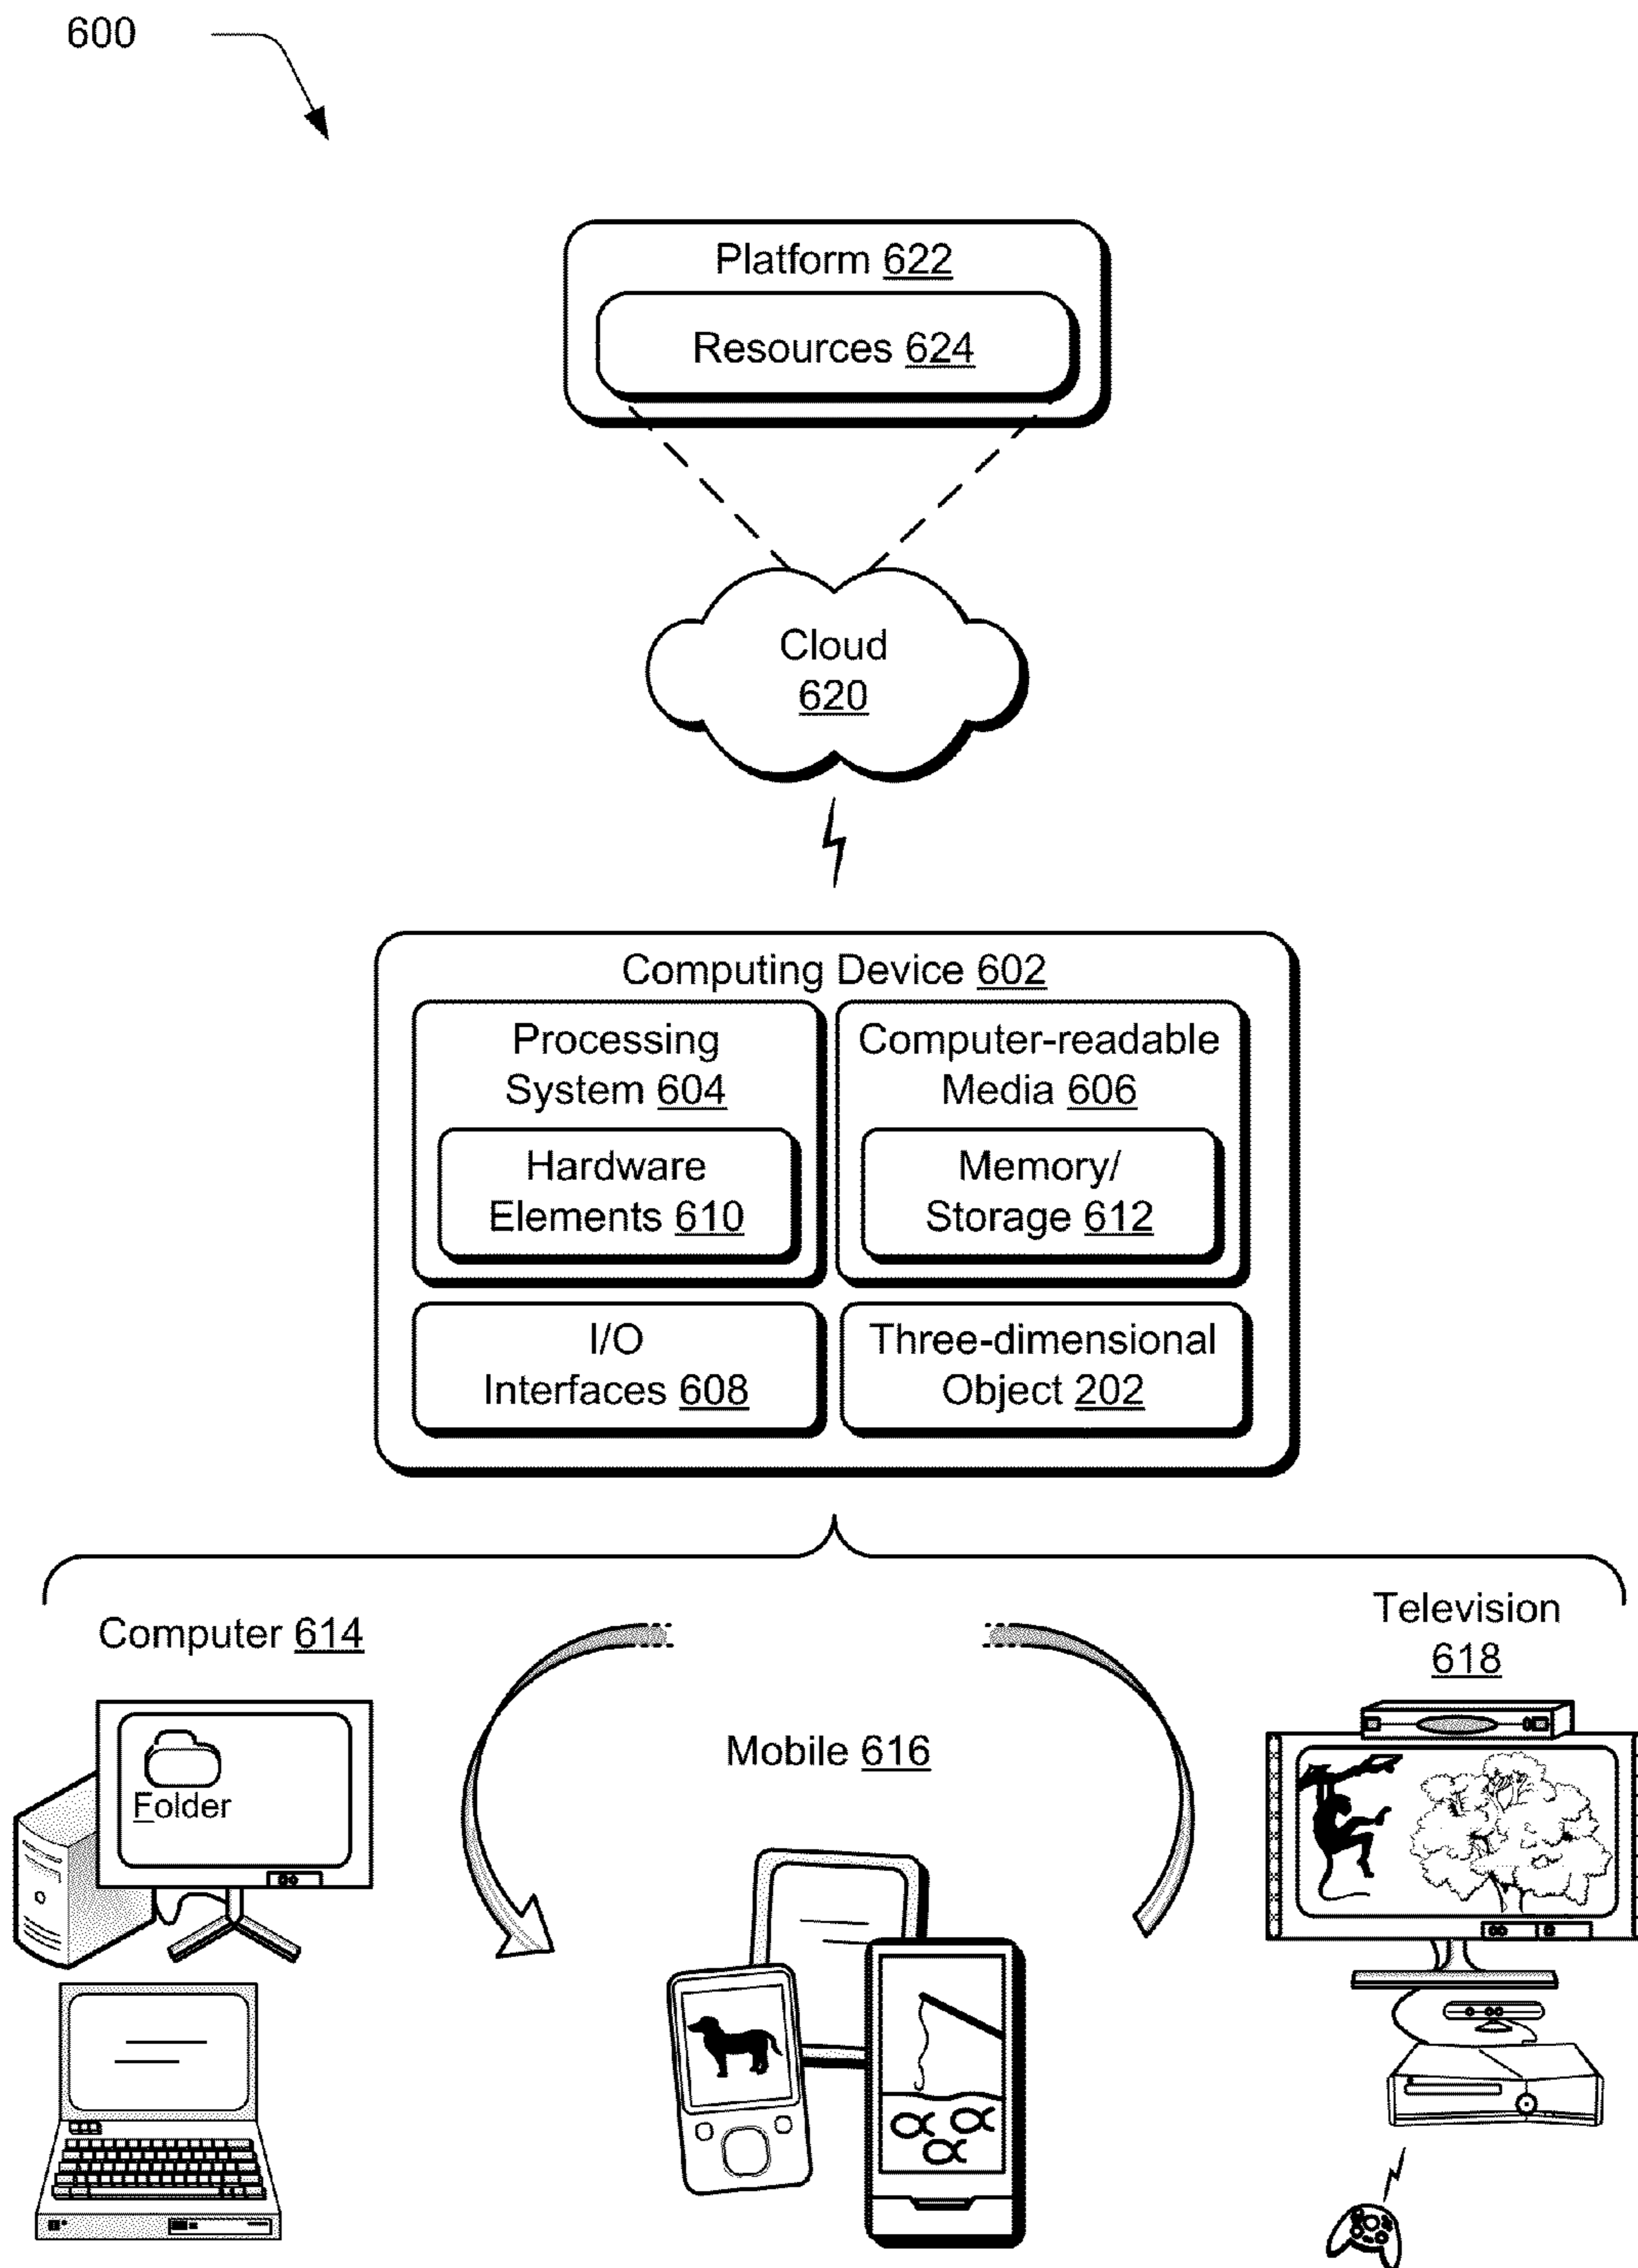 600
Platform 622
Resources 624
Cloud
620
Computing Device 602
Processing
System 604
Hardware
Elements 610
Computer-readable
Media 606
Memory/
Storage 612
I/O
Interfaces 608
Three-dimensional
Object 202
Computer 614
Folder
Mobile 616
Television
618